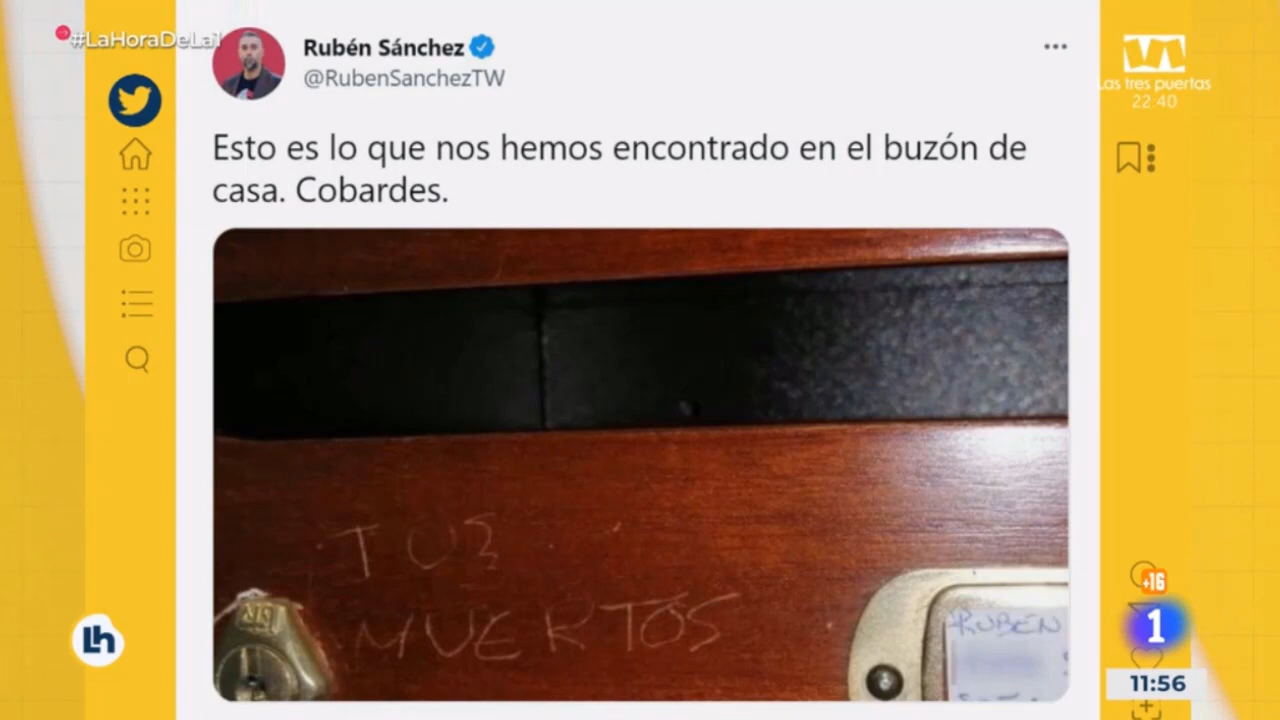 #LaHoraDeLa1
Rubén Sánchez
@RubenSanchezTW
Las tres puertas
22:40
Esto es lo que nos hemos encontrado en el buzón de
casa. Cobardes.
TUS
MUERTOS
RUBEN
+16
1
Lh
11:56